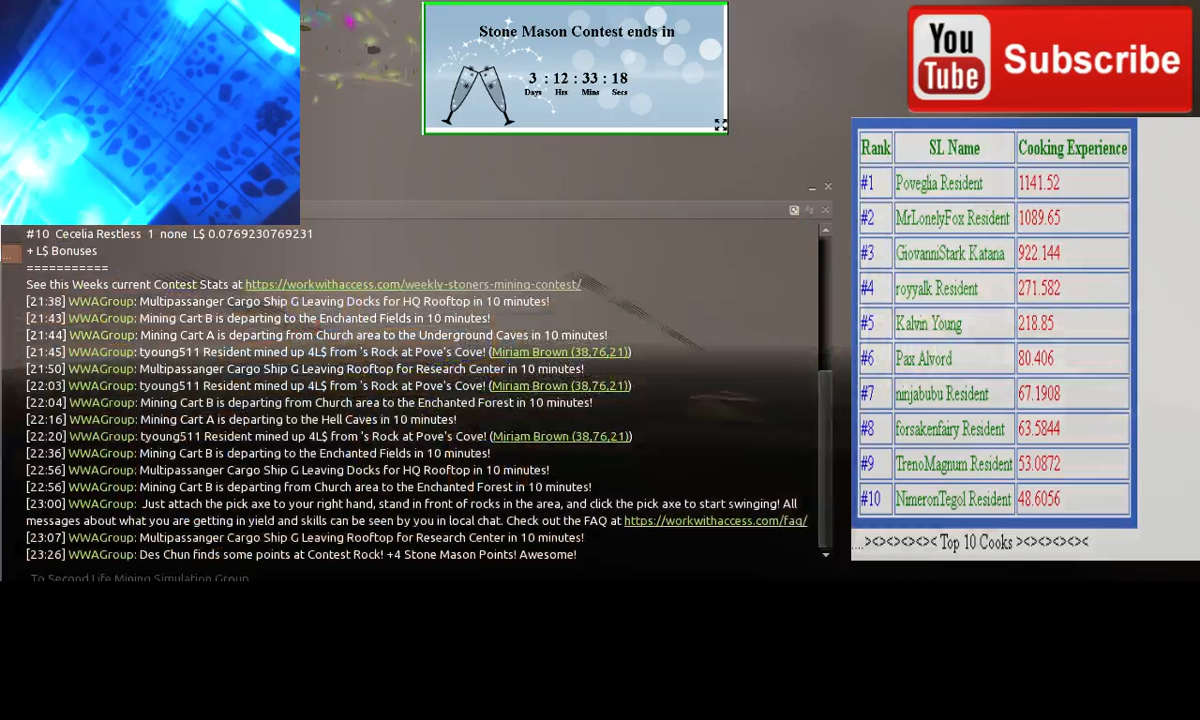 Stone Mason Contest ends in
3 : 12 : 33 : 18
Days Hrs Mins Secs
You Tube Subscribe
#10 Cecelia Restless 1 none L$ 0.0769230769231
+ L$ Bonuses
===========
See this Weeks current Contest Stats at https://workwithaccess.com/weekly-stoners-mining-contest/
[21:38] WWAGroup: Multipassanger Cargo Ship G Leaving Docks for HQ Rooftop in 10 minutes!
[21:43] WWAGroup: Mining Cart B is departing to the Enchanted Fields in 10 minutes!
[21:44] WWAGroup: Mining Cart A is departing from Church area to the Underground Caves in 10 minutes!
[21:45] WWAGroup: tyoung511 Resident mined up 4L$ from 's Rock at Pove's Cove! (Miriam Brown (38,76,21))
[21:50] WWAGroup: Multipassanger Cargo Ship G Leaving Rooftop for Research Center in 10 minutes!
[22:03] WWAGroup: tyoung511 Resident mined up 4L$ from 's Rock at Pove's Cove! (Miriam Brown (38,76,21))
[22:04] WWAGroup: Mining Cart B is departing from Church area to the Enchanted Forest in 10 minutes!
[22:16] WWAGroup: Mining Cart A is departing to the Hell Caves in 10 minutes!
[22:20] WWAGroup: tyoung511 Resident mined up 4L$ from 's Rock at Pove's Cove! (Miriam Brown (38,76,21))
[22:36] WWAGroup: Mining Cart B is departing to the Enchanted Fields in 10 minutes!
[22:56] WWAGroup: Multipassanger Cargo Ship G Leaving Docks for HQ Rooftop in 10 minutes!
[22:56] WWAGroup: Mining Cart B is departing from Church area to the Enchanted Forest in 10 minutes!
[23:00] WWAGroup: Just attach the pick axe to your right hand, stand in front of rocks in the area, and click the pick axe to start swinging! All
messages about what you are getting in yield and skills can be seen by you in local chat. Check out the FAQ at https://workwithaccess.com/faq/
[23:07] WWAGroup: Multipassanger Cargo Ship G Leaving Rooftop for Research Center in 10 minutes!
[23:26] WWAGroup: Des Chun finds some points at Contest Rock! +4 Stone Mason Points! Awesome!
To Second Life Mining Simulation Group
Rank SL Name Cooking Experience
#1 Poveglia Resident 1141.52
#2 MrLonelyFox Resident 1089.65
#3 GiovanniStark Katana 922.144
#4 royyalk Resident 271.582
#5 Kalvin Young 218.85
#6 Pax Alvord 80.406
#7 ninjabubu Resident 67.1908
#8 forsakenfairy Resident 63.5844
#9 TrenoMagnum Resident 53.0872
#10 NimeronTegol Resident 48.6056
....><><><>< Top 10 Cooks ><><><><><